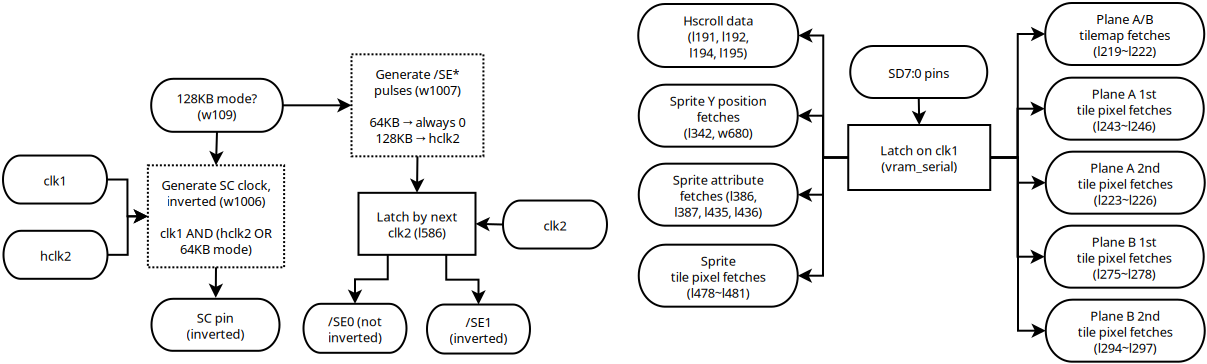 128KB mode?
(w109)
Generate /SE*
pulses (w1007)
64KB → always 0
128KB → hclk2
clk1
hclk2
Generate SC clock,
inverted (w1006)
clk1 AND (hclk2 OR
64KB mode)
Latch by next
clk2 (l586)
clk2
SC pin
(inverted)
/SE0 (not
inverted)
/SE1
(inverted)
Hscroll data
(l191, l192,
l194, l195)
Sprite Y position
fetches
(l342, w680)
Sprite attribute
fetches (l386,
l387, l435, l436)
Sprite
tile pixel fetches
(l478~l481)
SD7:0 pins
Latch on clk1
(vram_serial)
Plane A/B
tilemap fetches
(l219~l222)
Plane A 1st
tile pixel fetches
(l243~l246)
Plane A 2nd
tile pixel fetches
(l223~l226)
Plane B 1st
tile pixel fetches
(l275~l278)
Plane B 2nd
tile pixel fetches
(l294~l297)